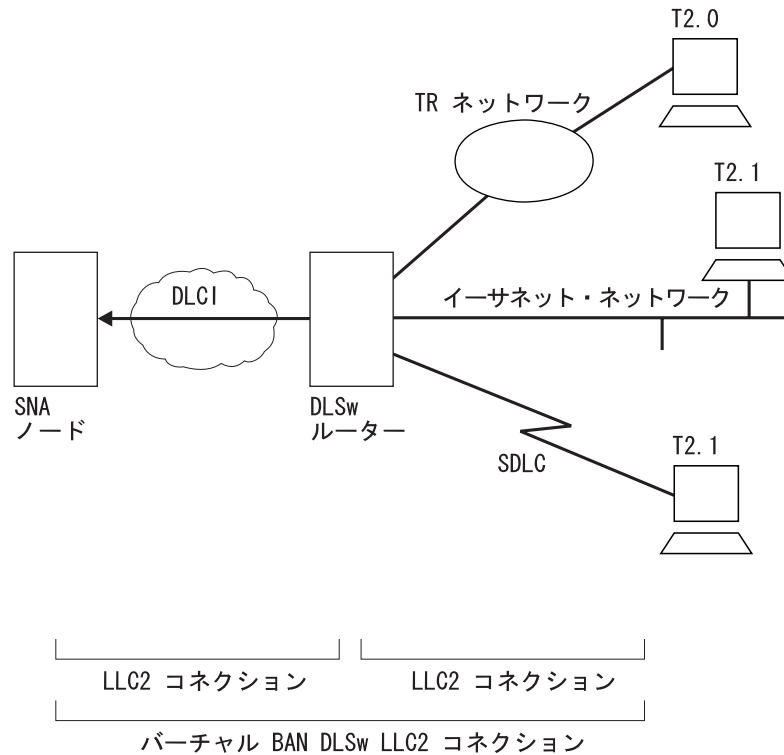 T2.0
TR ネットワーク
T2.1
DLCI
イーサネット・ネットワーク
SNA
ノード
DLSw
ルーター
SDLC
T2.1
LLC2 コネクション
LLC2 コネクション
バーチャル BAN DLSw LLC2 コネクション